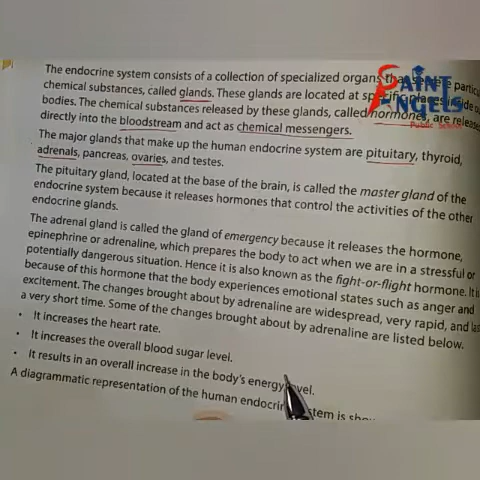 SAINT
ANGELS
Public School
The endocrine system consists of a collection of specialized organs that
chemical substances, called glands. These glands are located at specific places
bodies. The chemical substances released by these glands, called hormones, are release
directly into the bloodstream and act as chemical messengers.
The major glands that make up the human endocrine system are pituitary, thyroid,
adrenals, pancreas, ovaries, and testes.
The pituitary gland, located at the base of the brain, is called the master gland of the
endocrine system because it releases hormones that control the activities of the other
endocrine glands.
The adrenal gland is called the gland of emergency because it releases the hormone,
epinephrine or adrenaline, which prepares the body to act when we are in a stressful or
potentially dangerous situation. Hence it is also known as the fight-or-flight hormone. It is
because of this hormone that the body experiences emotional states such as anger and
excitement. The changes brought about by adrenaline are widespread, very rapid, and las
a very short time. Some of the changes brought about by adrenaline are listed below.
• It increases the heart rate.
• It increases the overall blood sugar level.
• It results in an overall increase in the body's energy level.
A diagrammatic representation of the human endocrine system is